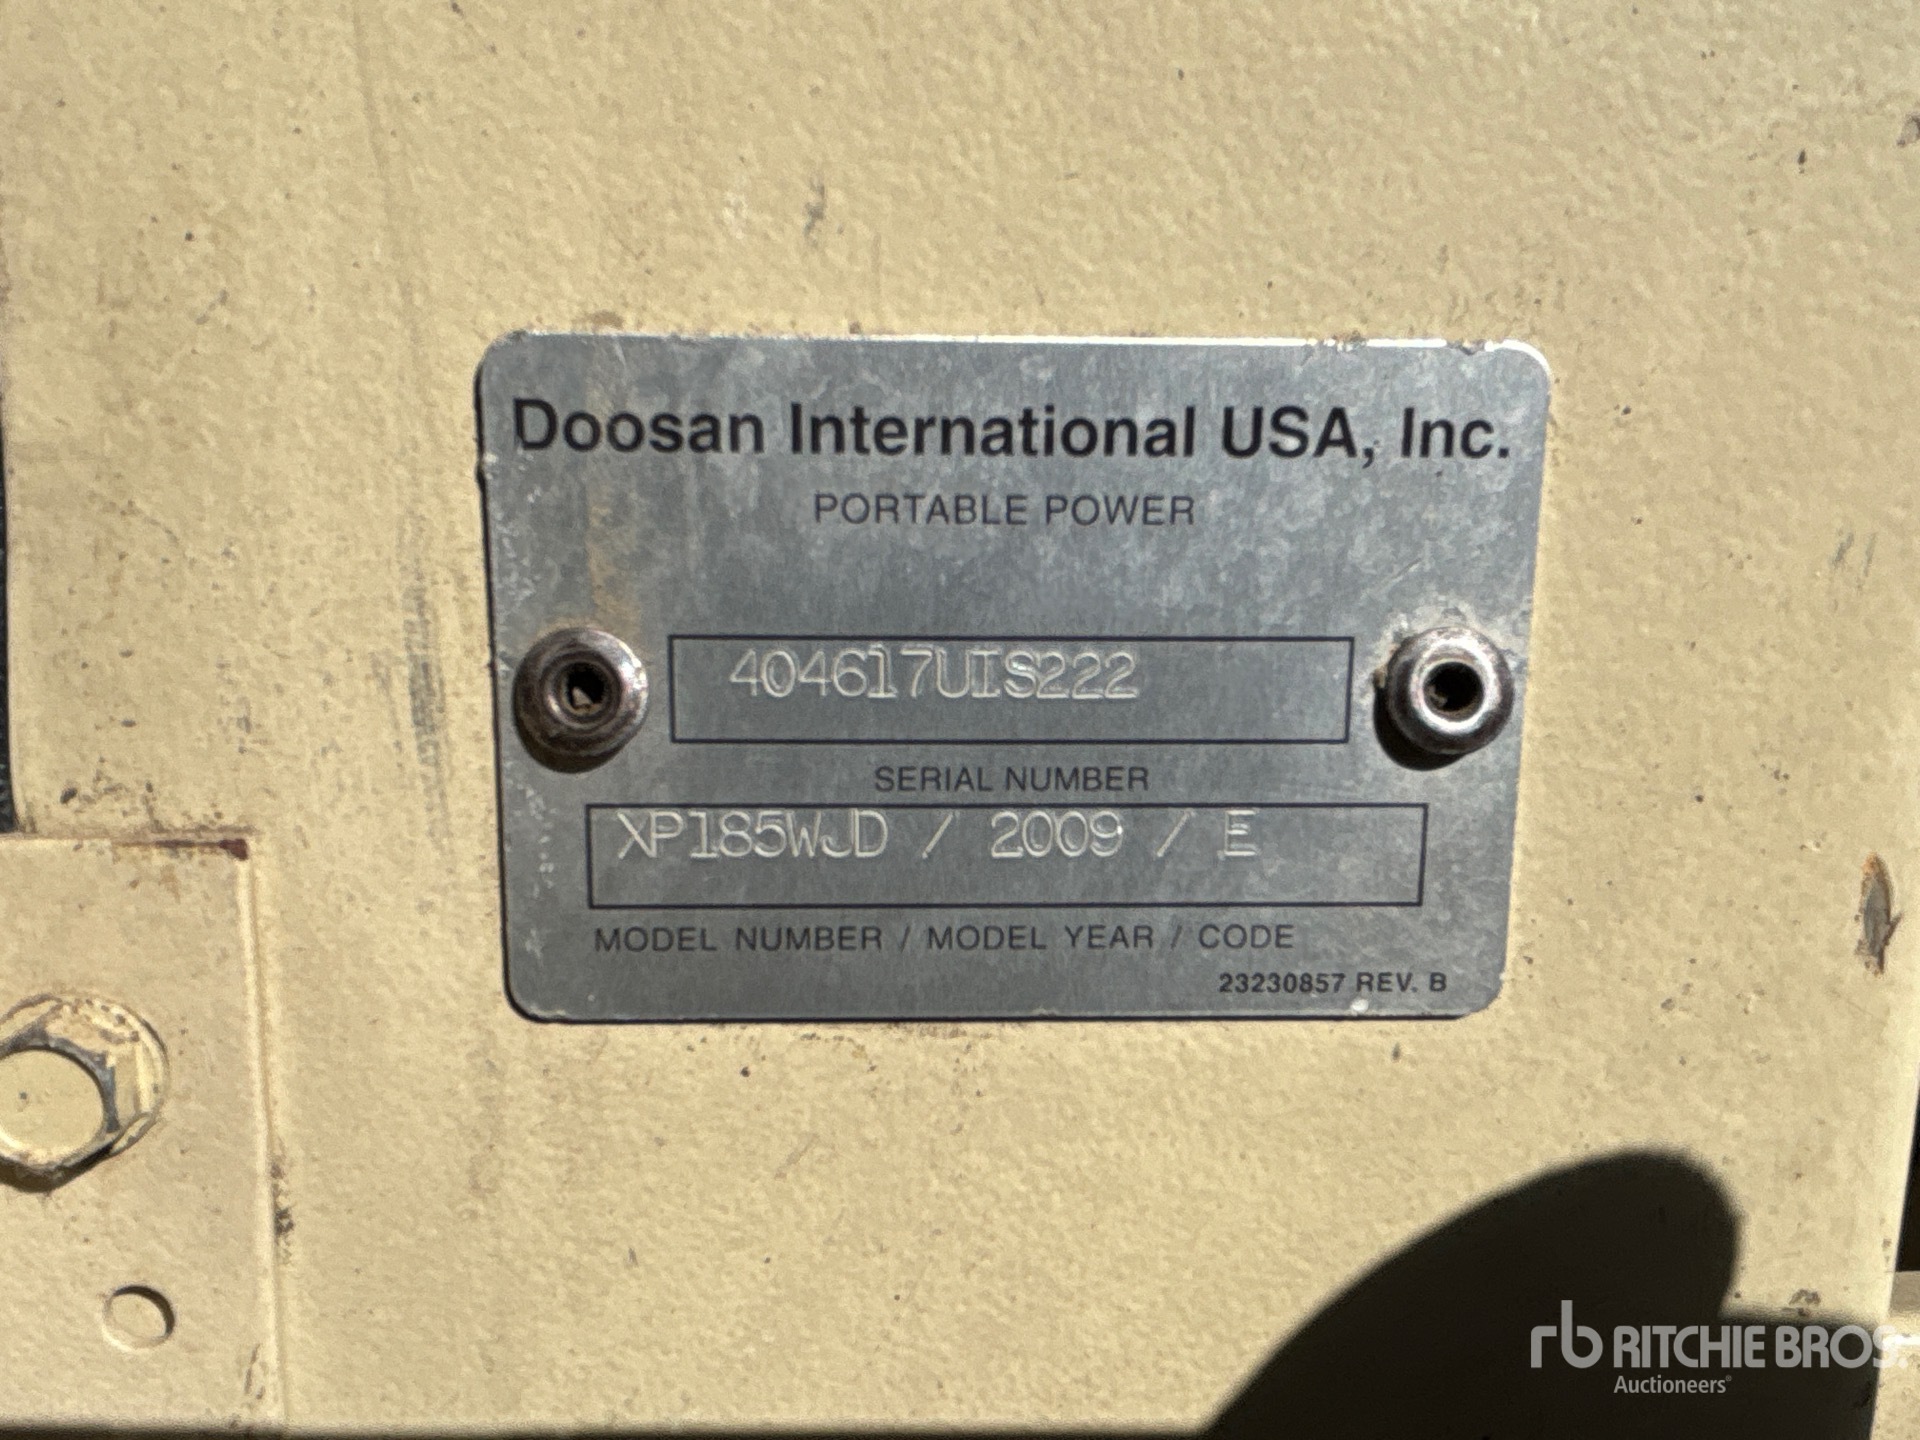 Doosan International USA, Inc.
PORTABLE POWER
404617UIS222
SERIAL NUMBER
XP185WJD / 2009 / E
MODEL NUMBER / MODEL YEAR / CODE
23230857 REV. B
rb RITCHIE BROS.
Auctioneers®